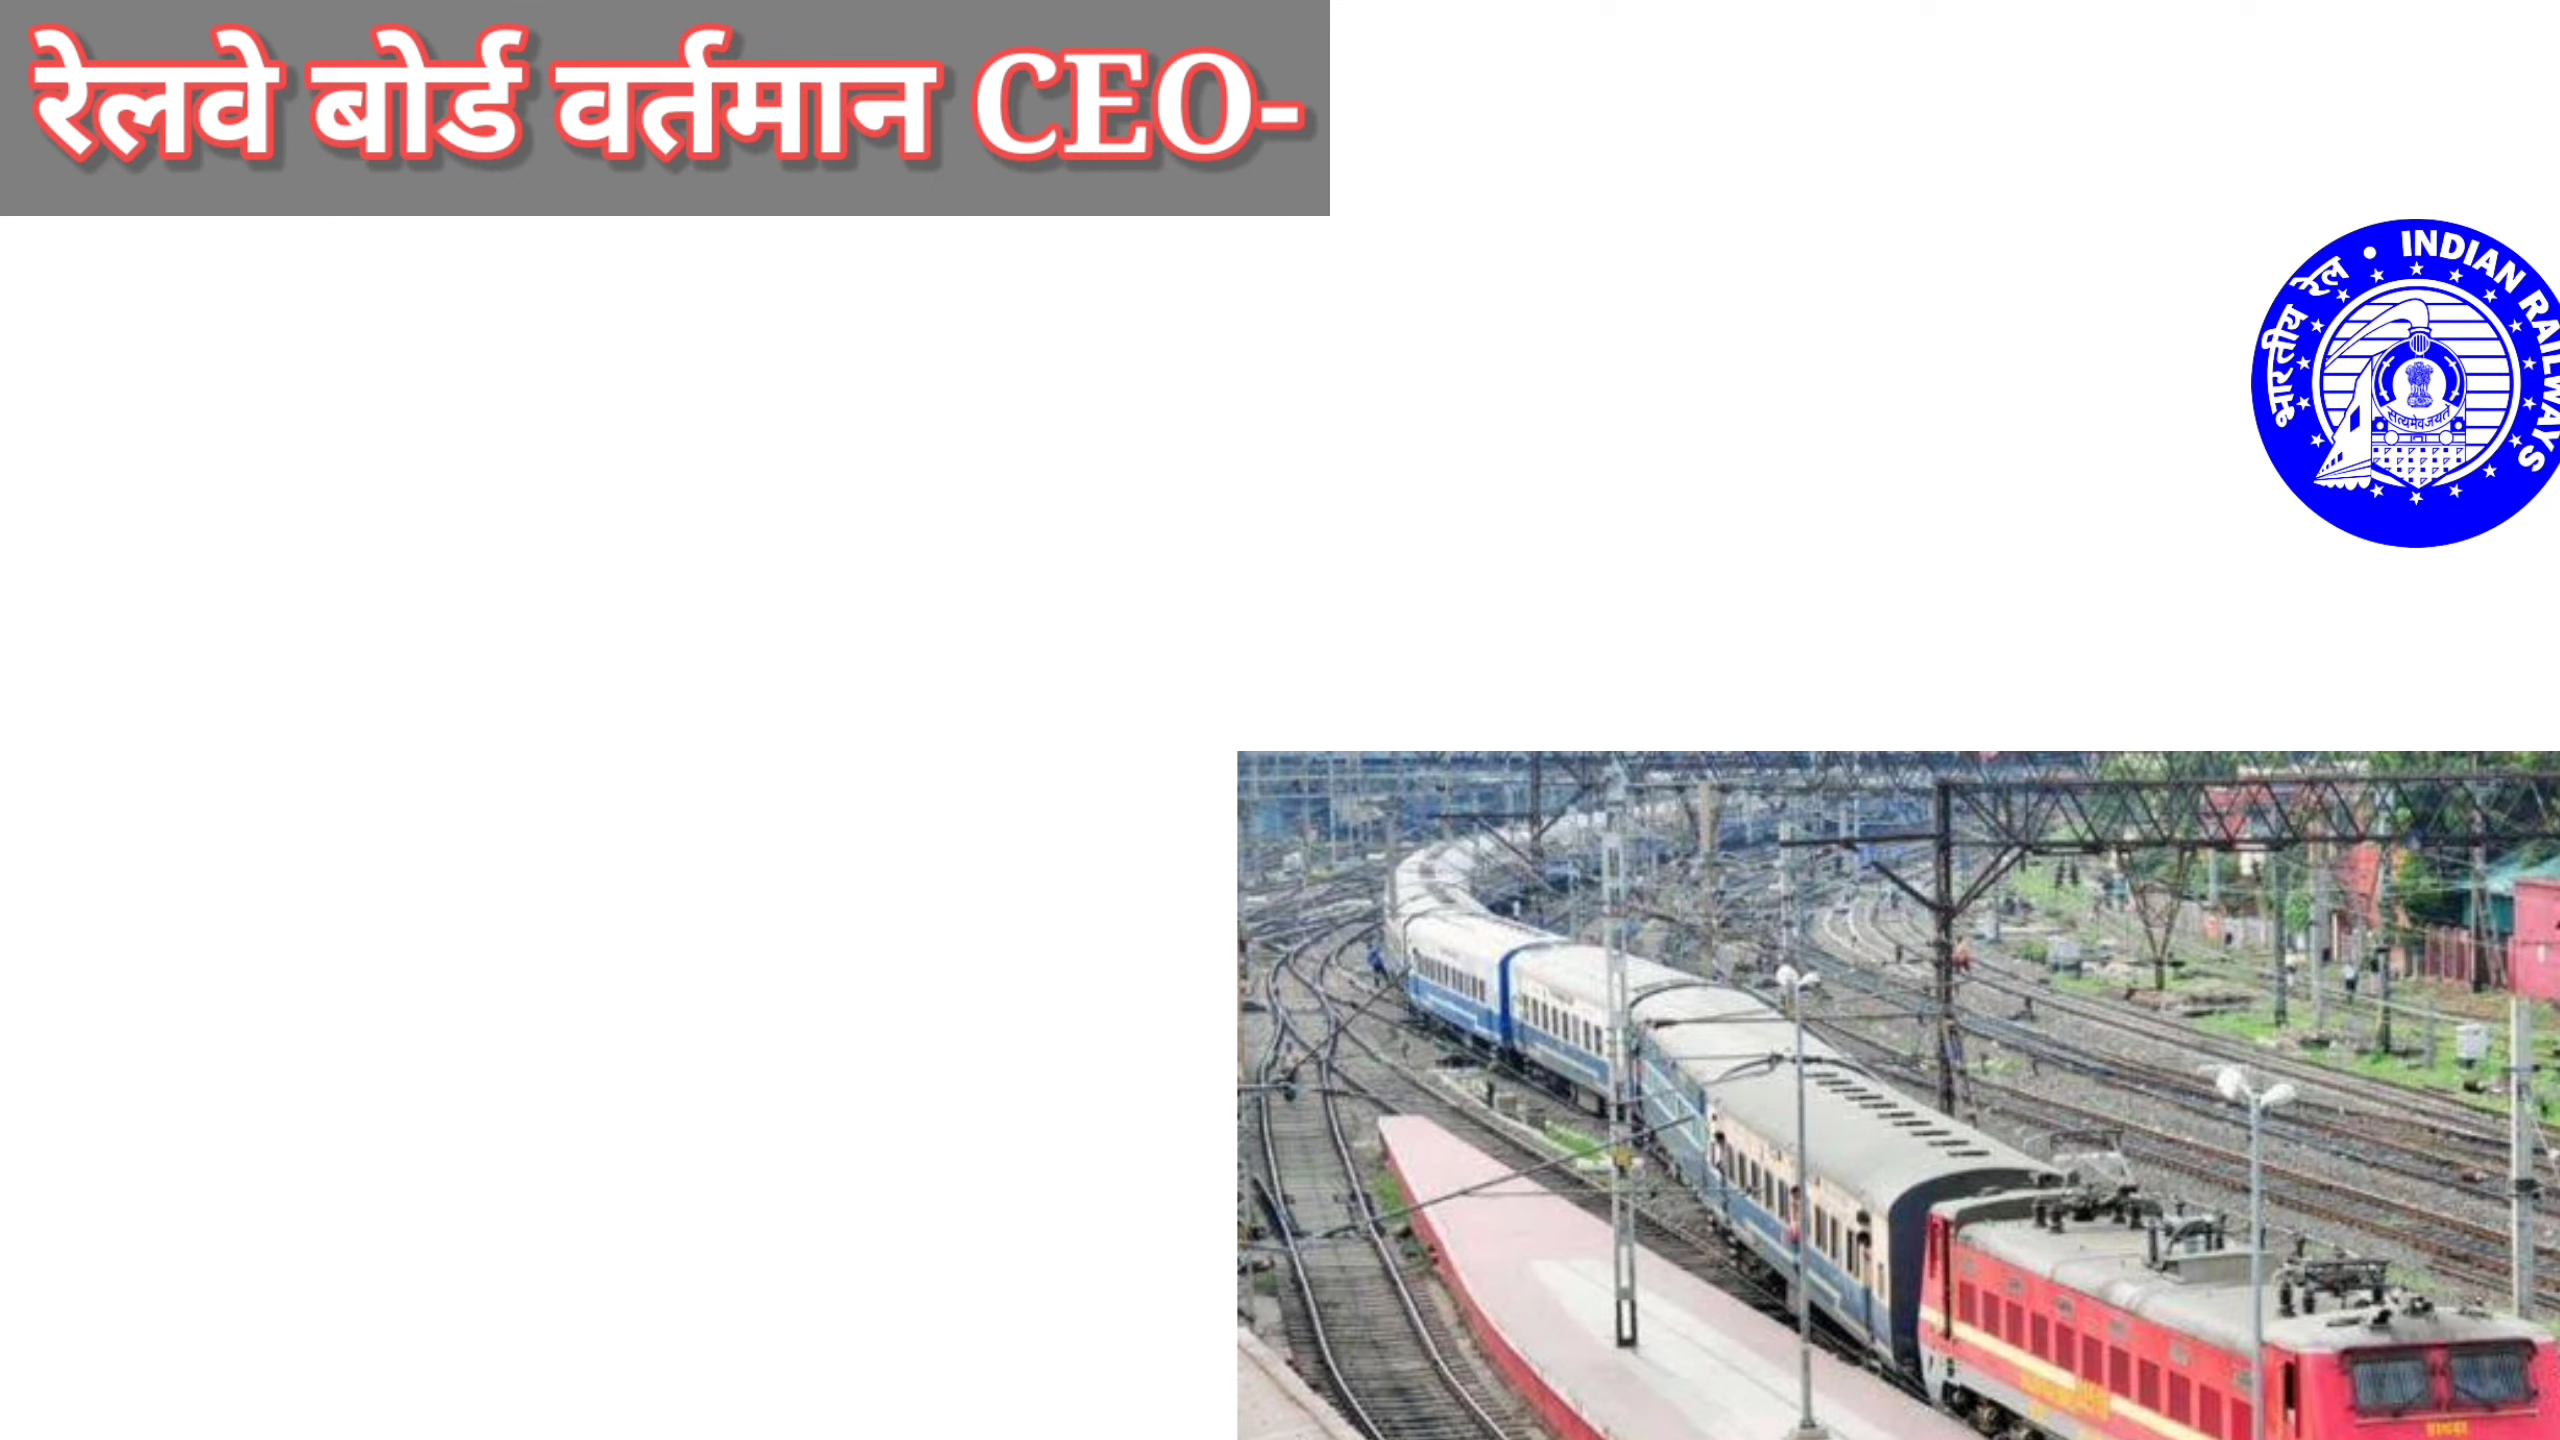 रेलवे बोर्ड वर्तमान CEO-
भारतीय रेल • INDIAN RAILWAYS
सत्यमेव जयते